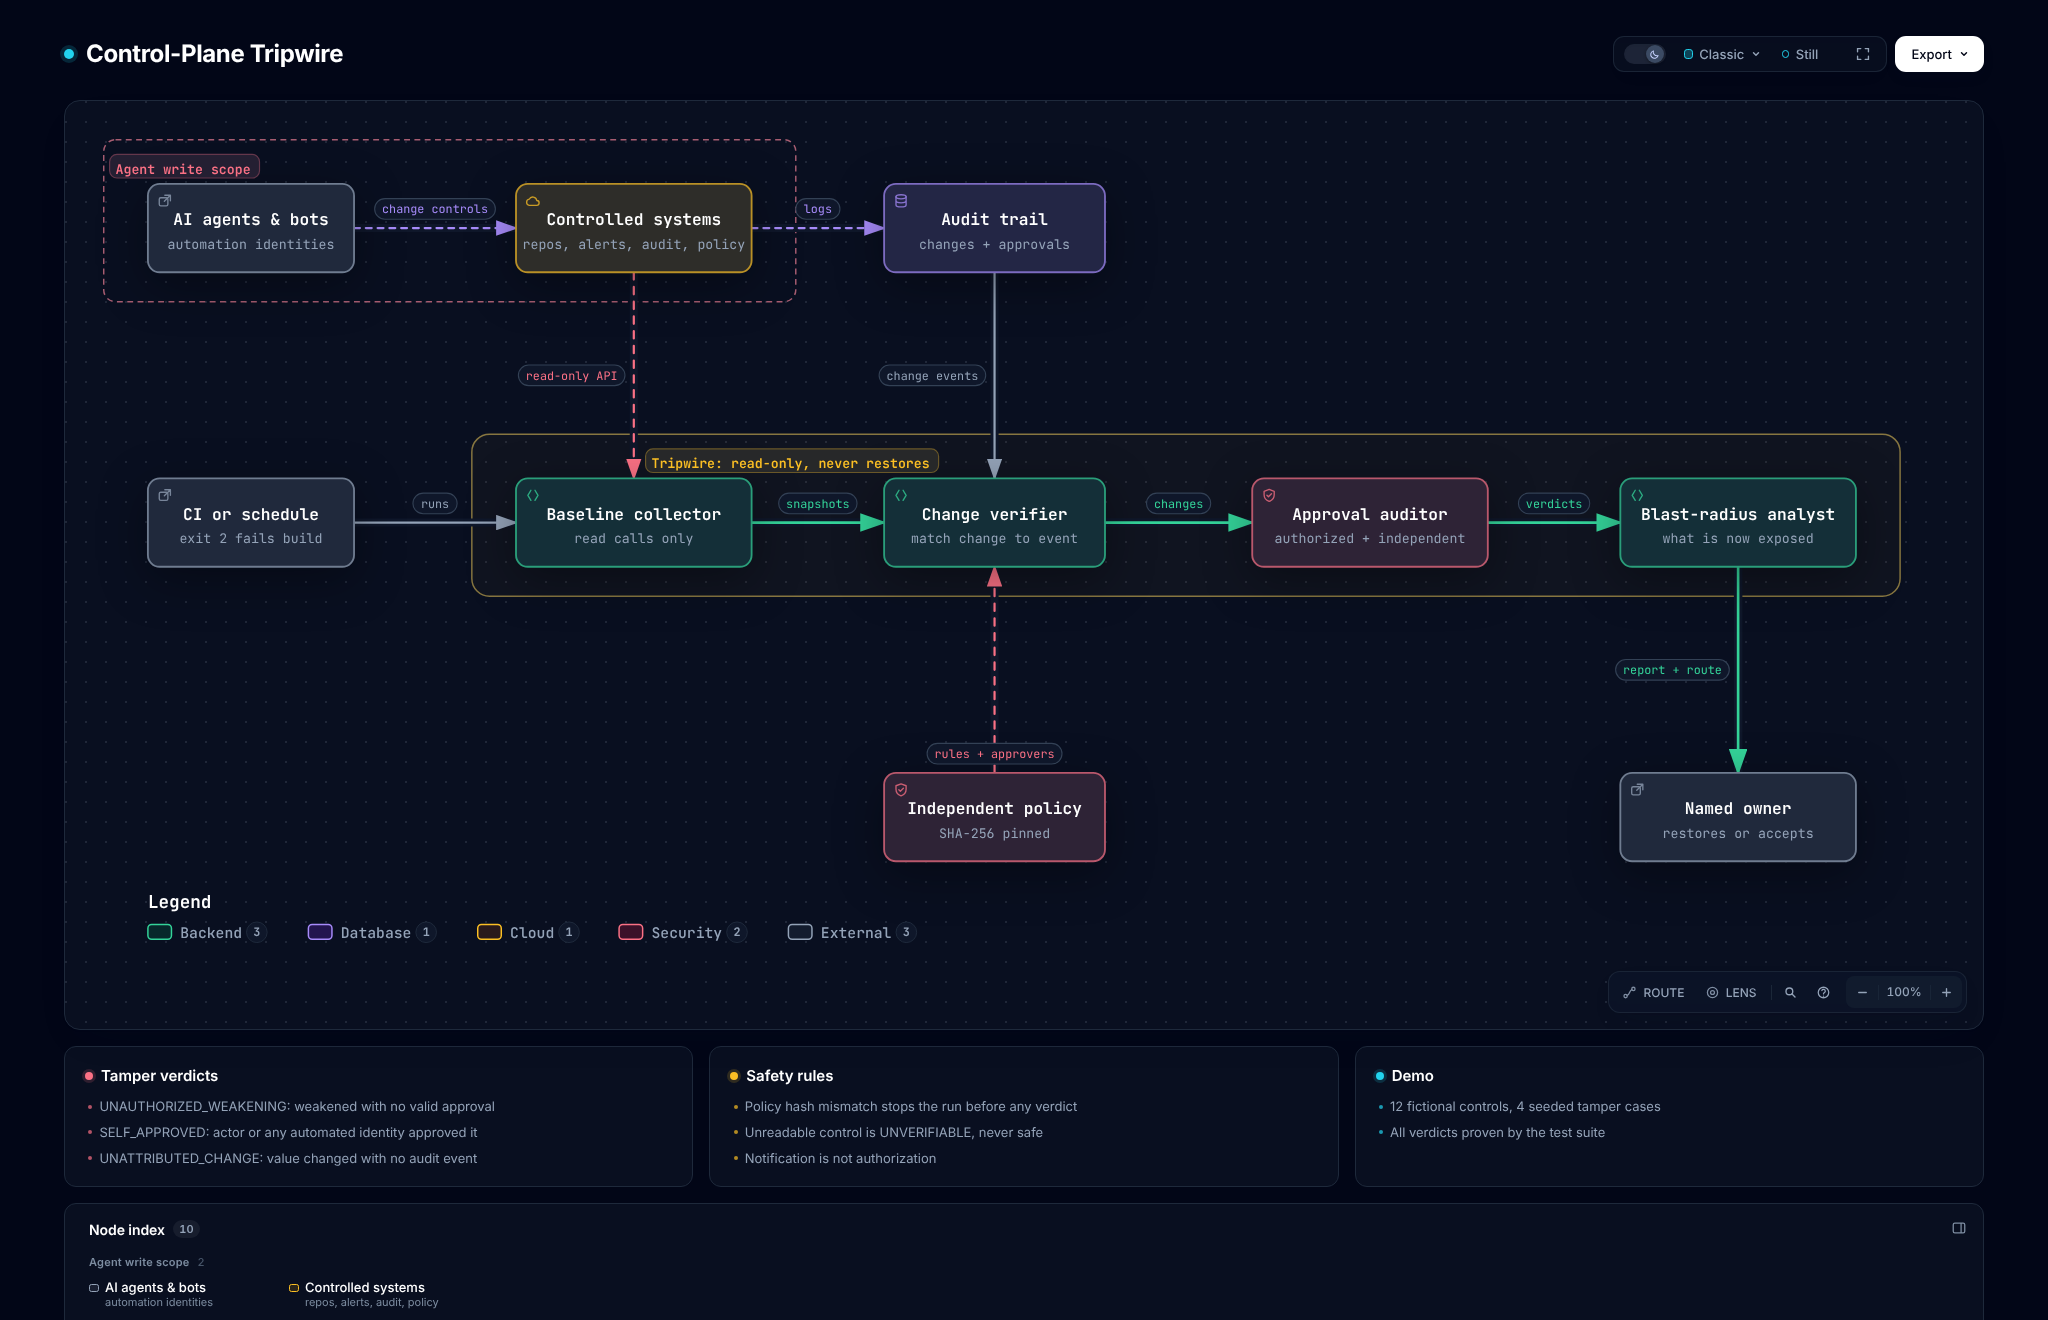 Control-Plane Tripwire
Classic
Still
Export
Agent write scope
AI agents & bots
automation identities
change controls
Controlled systems
repos, alerts, audit, policy
logs
Audit trail
changes + approvals
read-only API
change events
Tripwire: read-only, never restores
CI or schedule
exit 2 fails build
runs
Baseline collector
read calls only
snapshots
Change verifier
match change to event
changes
Approval auditor
authorized + independent
verdicts
Blast-radius analyst
what is now exposed
report + route
rules + approvers
Independent policy
SHA-256 pinned
Named owner
restores or accepts
Legend
Backend 3
Database 1
Cloud 1
Security 2
External 3
ROUTE
LENS
100%
Tamper verdicts
UNAUTHORIZED_WEAKENING: weakened with no valid approval
SELF_APPROVED: actor or any automated identity approved it
UNATTRIBUTED_CHANGE: value changed with no audit event
Safety rules
Policy hash mismatch stops the run before any verdict
Unreadable control is UNVERIFIABLE, never safe
Notification is not authorization
Demo
12 fictional controls, 4 seeded tamper cases
All verdicts proven by the test suite
Node index 10
Agent write scope 2
AI agents & bots
automation identities
Controlled systems
repos, alerts, audit, policy